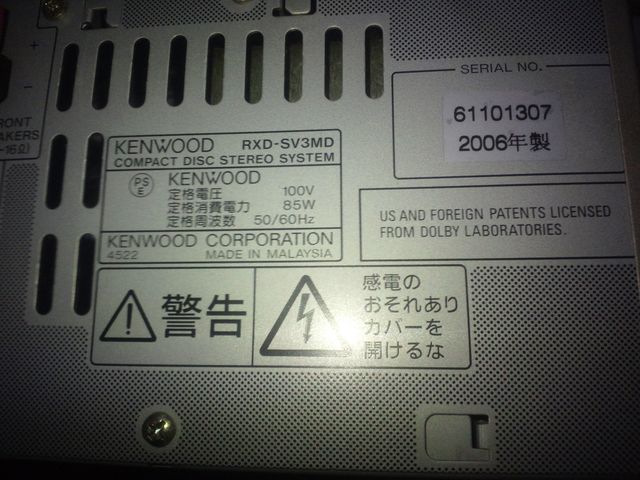 +
-
RONT
AKERS
-16Ω)
SERIAL NO.
61101307
2006年製
KENWOOD RXD-SV3MD
COMPACT DISC STEREO SYSTEM
PS
E
KENWOOD
定格電圧 100V
定格消費電力 85W
定格周波数 50/60Hz
KENWOOD CORPORATION
4522 MADE IN MALAYSIA
US AND FOREIGN PATENTS LICENSED
FROM DOLBY LABORATORIES.
警告
感電の
おそれあり
カバーを
開けるな